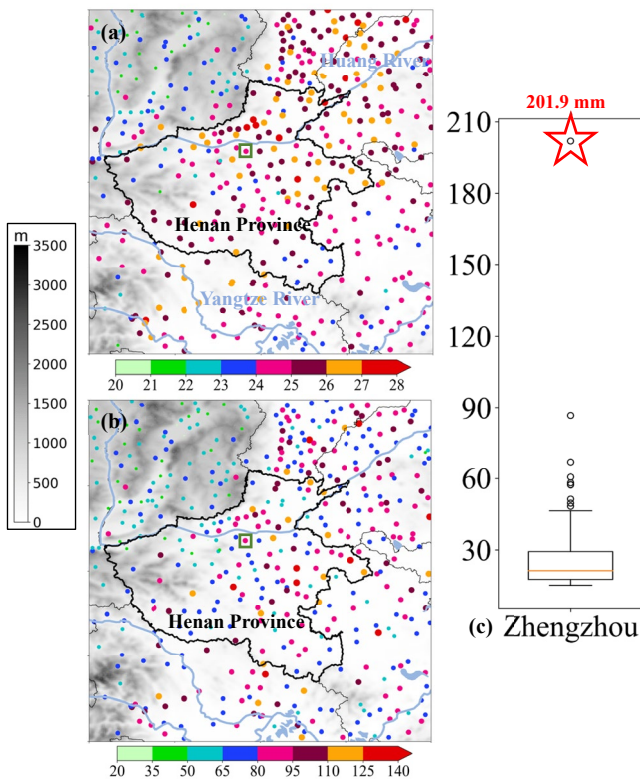 (a)
Huang River
Henan Province
Yangtze River
20 21 22 23 24 25 26 27 28
m
3500
3000
2500
2000
1500
1000
500
0
(b)
Henan Province
20 35 50 65 80 95 110 125 140
201.9 mm
210
180
150
120
90
60
30
(c) Zhengzhou